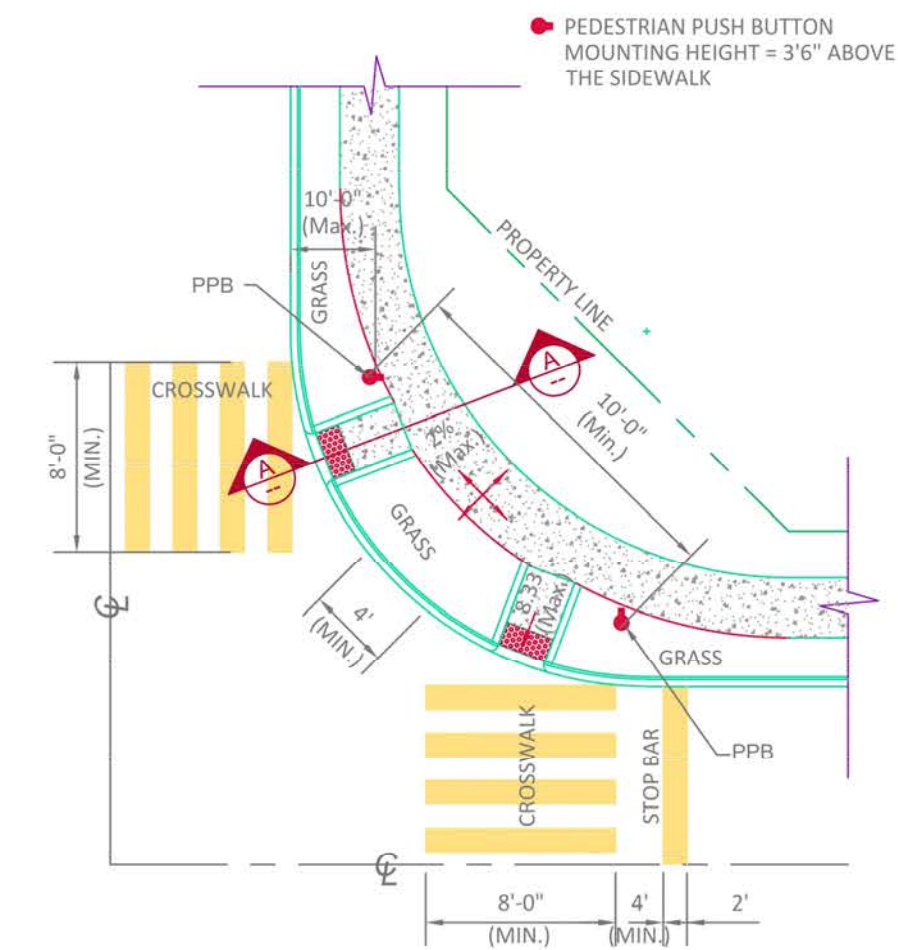 PEDESTRIAN PUSH BUTTON
MOUNTING HEIGHT = 3'6" ABOVE
THE SIDEWALK
10'-0"
(Max.)
PPB
GRASS
PROPERTY LINE
A
--
CROSSWALK
8'-0"
(MIN.)
10'-0"
(Min.)
2%
(Max.)
A
--
GRASS
8.33
(Max.)
℄
4'
(MIN.)
GRASS
CROSSWALK
STOP BAR
PPB
℄
8'-0"
(MIN.)
4'
(MIN.)
2'